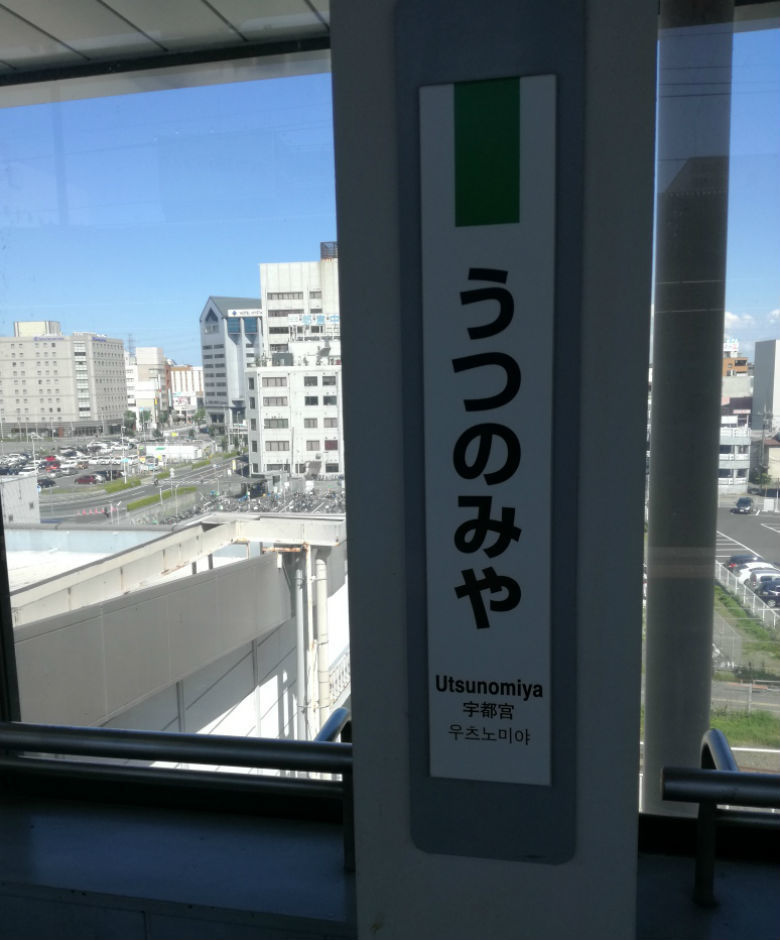 うつのみや
Utsunomiya
宇都宮
우츠노미야